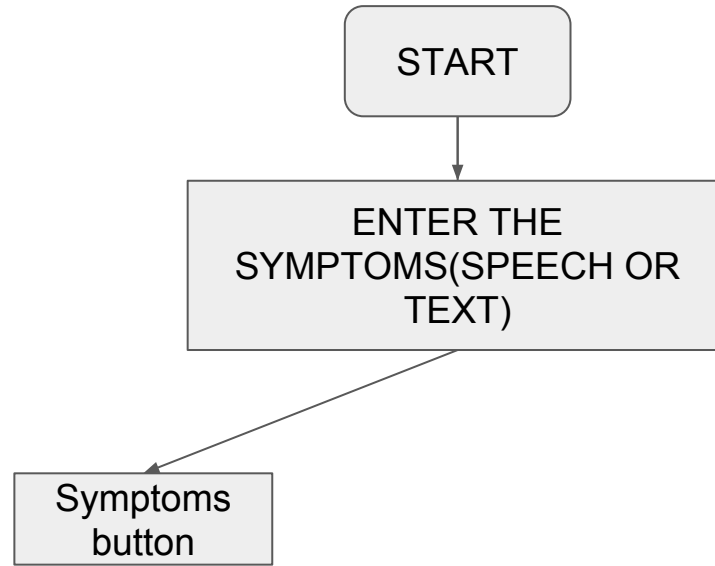 START
ENTER THE
SYMPTOMS(SPEECH OR
TEXT)
Symptoms
button